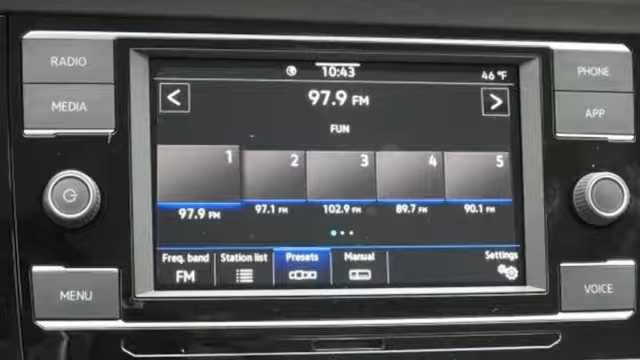 RADIO
MEDIA
MENU
10:43
46 °F
97.9 FM
FUN
1 2 3 4 5
97.9 FM 97.1 FM 102.9 FM 89.7 FM 90.1 FM
Freq. band Station list Presets Manual Settings
FM
PHONE
APP
VOICE